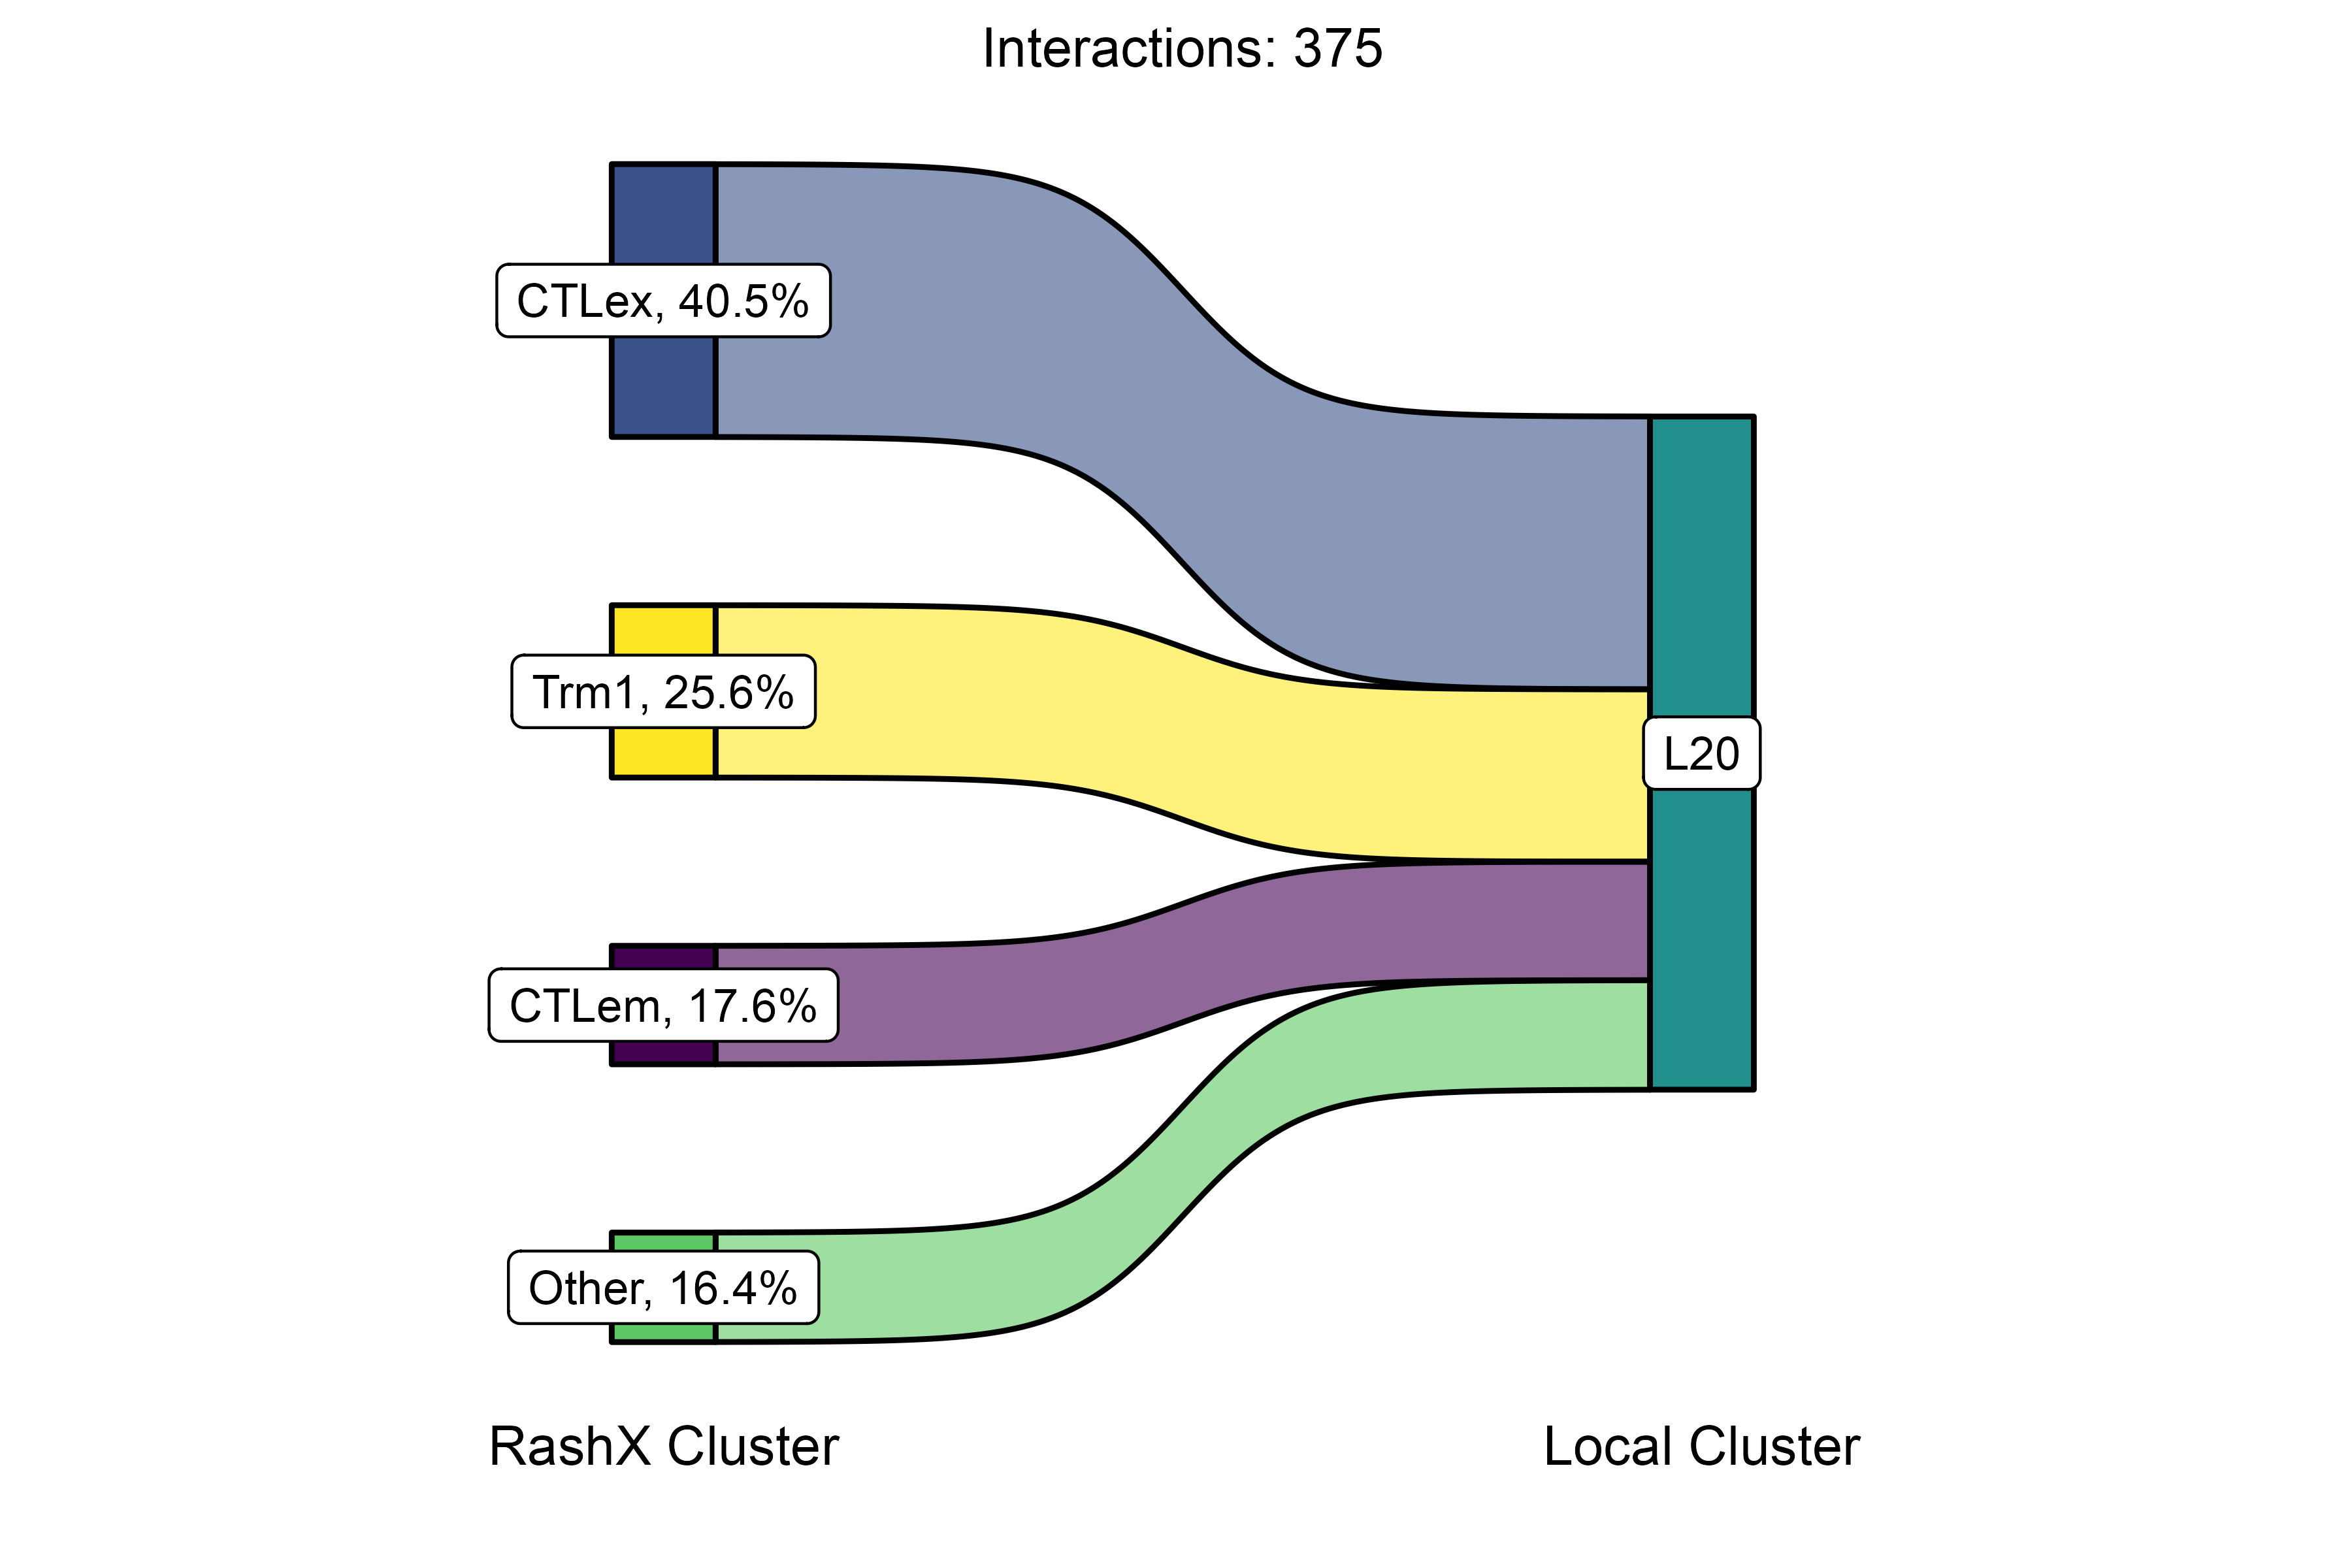 Interactions: 375
CTLex, 40.5%
Trm1, 25.6%
L20
CTLem, 17.6%
Other, 16.4%
RashX Cluster
Local Cluster